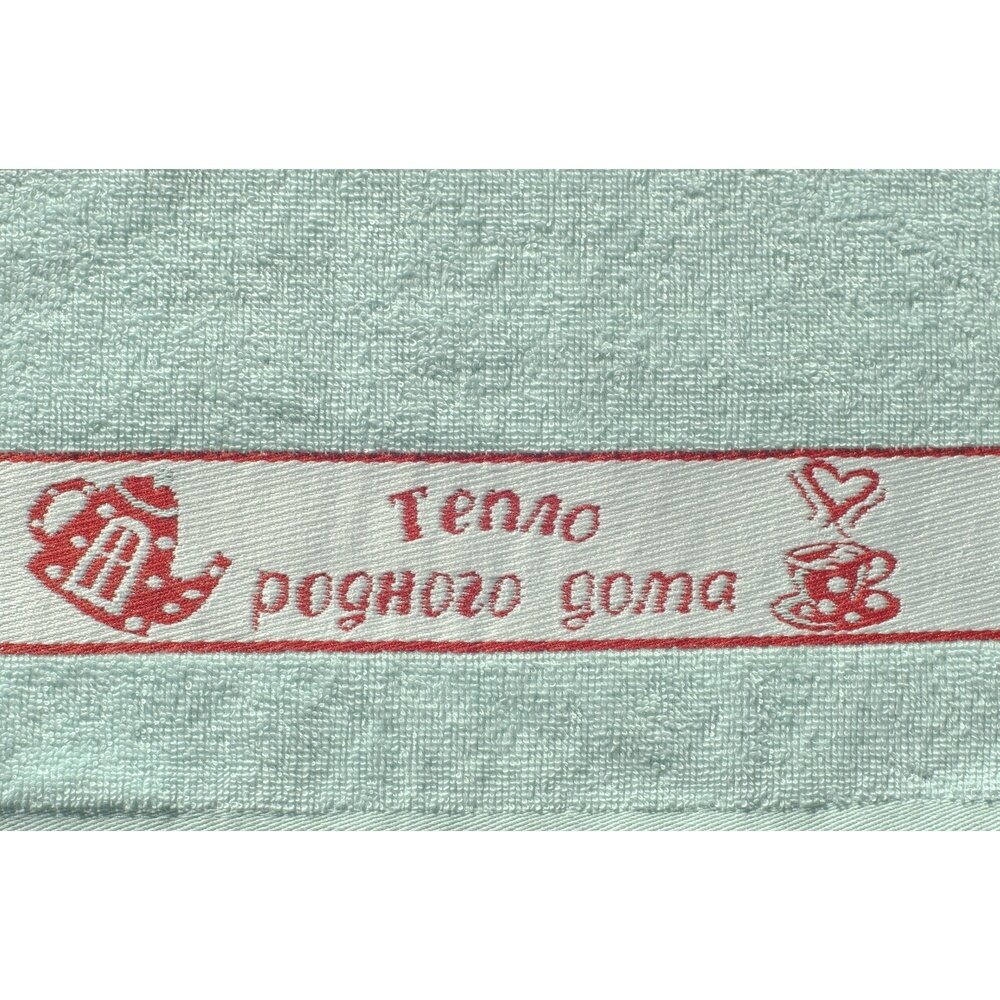 Тепло
родного дома